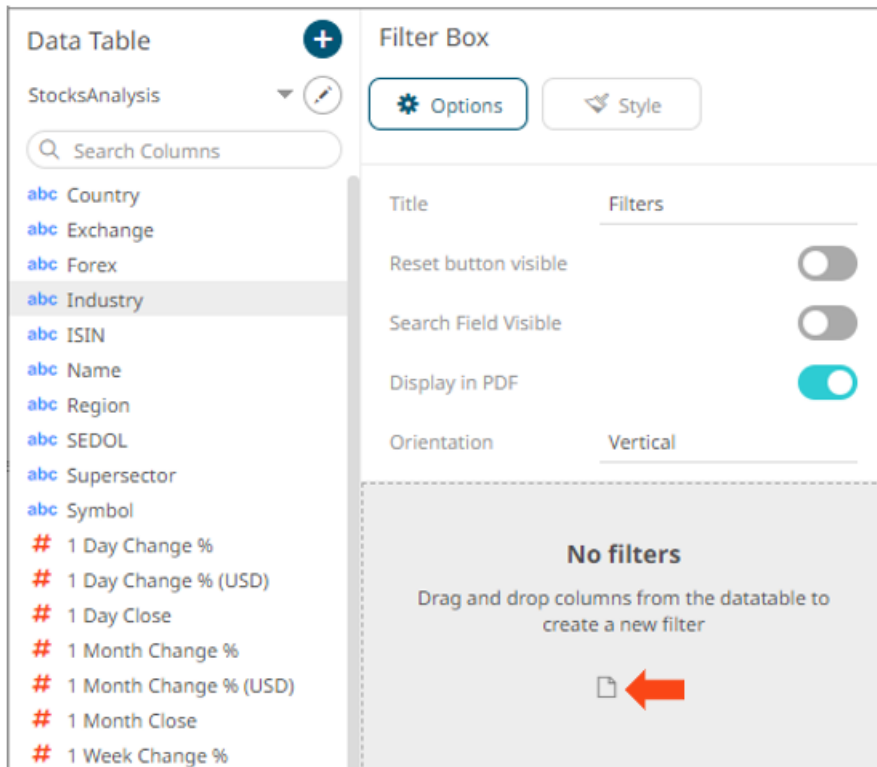 Data Table
StocksAnalysis
Search Columns
abc Country
abc Exchange
abc Forex
abc Industry
abc ISIN
abc Name
abc Region
abc SEDOL
abc Supersector
abc Symbol
# 1 Day Change %
# 1 Day Change % (USD)
# 1 Day Close
# 1 Month Change %
# 1 Month Change % (USD)
# 1 Month Close
# 1 Week Change %
Filter Box
Options
Style
Title Filters
Reset button visible
Search Field Visible
Display in PDF
Orientation Vertical
No filters
Drag and drop columns from the datatable to
create a new filter